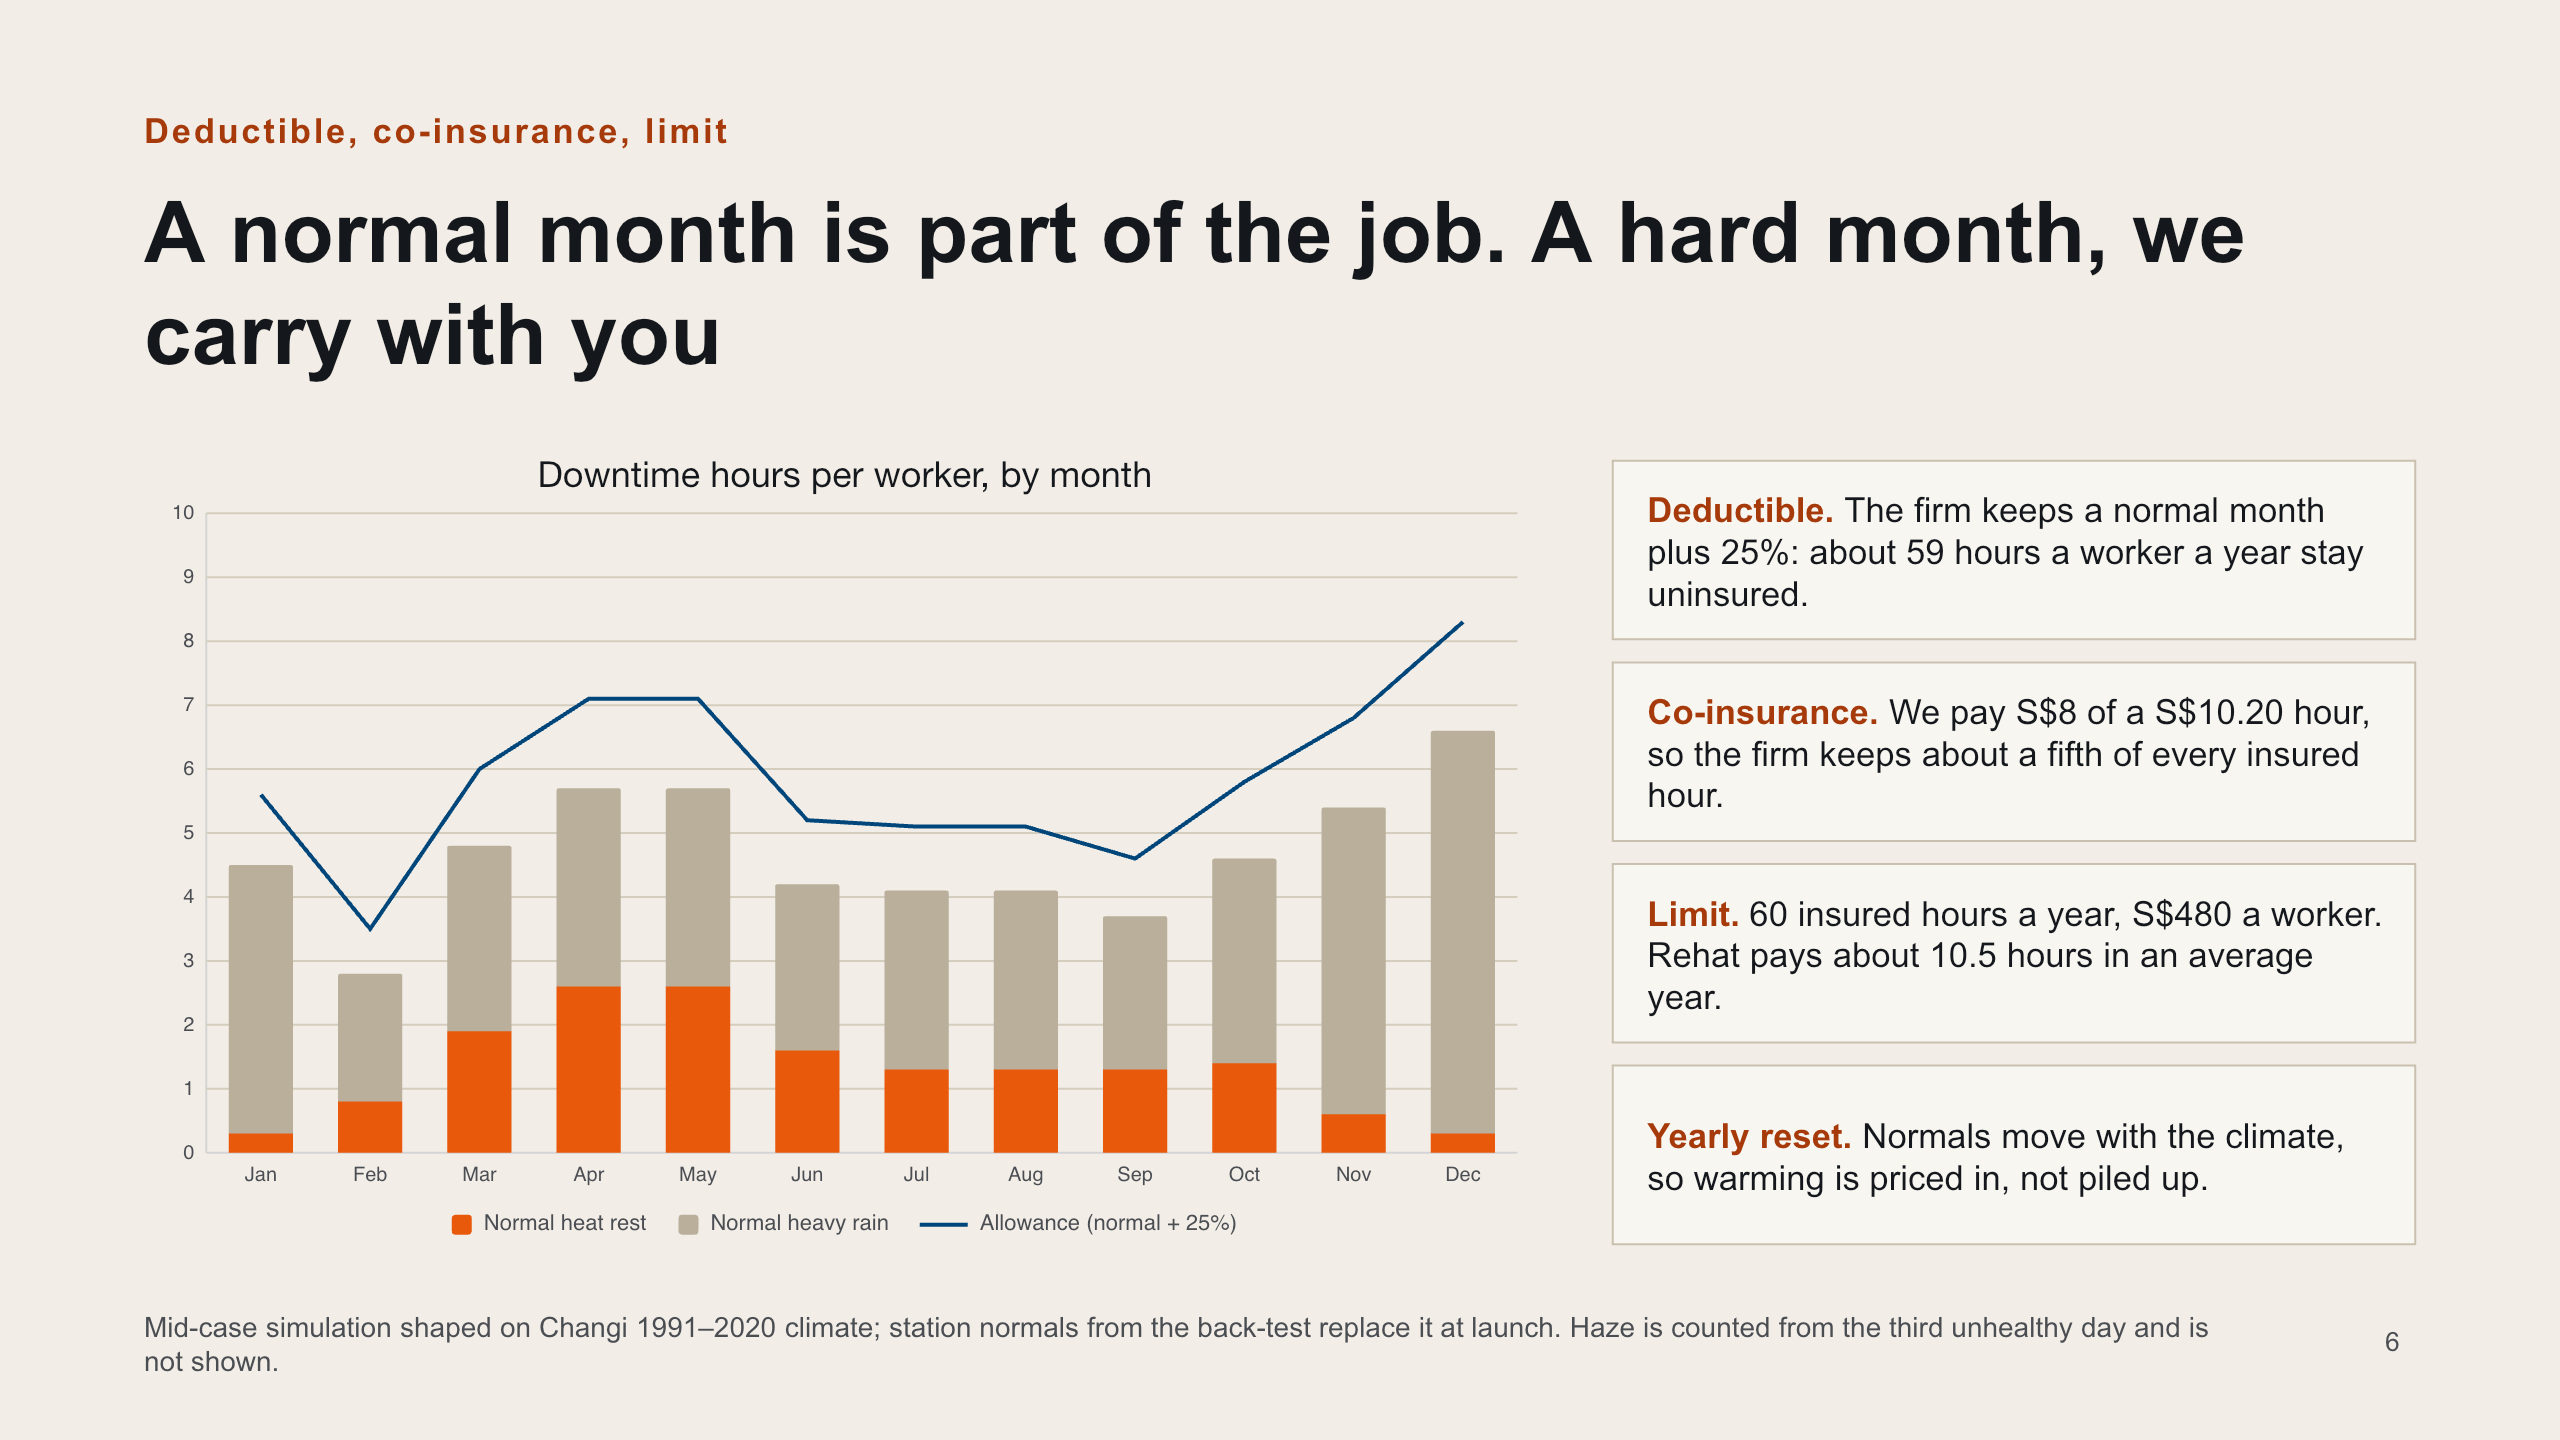 Deductible, co-insurance, limit
A normal month is part of the job. A hard month, we
carry with you
Downtime hours per worker, by month
10
9
8
7
6
5
4
3
2
1
0
Jan Feb Mar Apr May Jun Jul Aug Sep Oct Nov Dec
Normal heat rest Normal heavy rain Allowance (normal + 25%)
Deductible. The firm keeps a normal month
plus 25%: about 59 hours a worker a year stay
uninsured.
Co-insurance. We pay S$8 of a S$10.20 hour,
so the firm keeps about a fifth of every insured
hour.
Limit. 60 insured hours a year, S$480 a worker.
Rehat pays about 10.5 hours in an average
year.
Yearly reset. Normals move with the climate,
so warming is priced in, not piled up.
Mid-case simulation shaped on Changi 1991–2020 climate; station normals from the back-test replace it at launch. Haze is counted from the third unhealthy day and is
not shown.
6